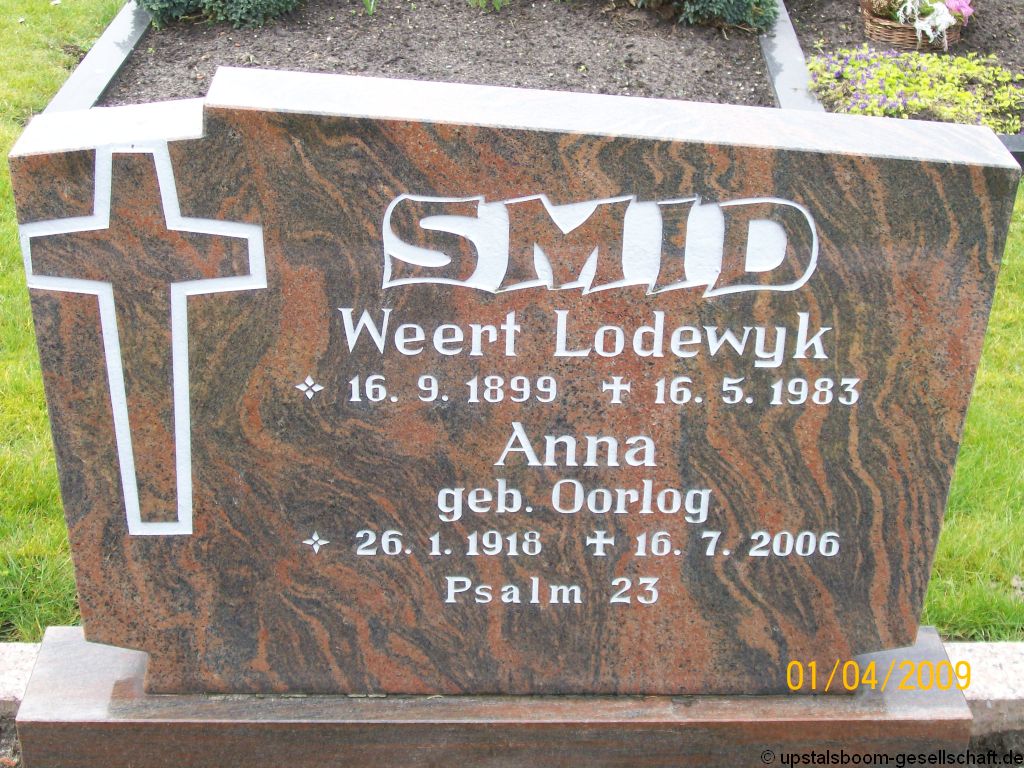 SMID
Weert Lodewyk
16. 9. 1899 16. 5. 1983
Anna
geb. Oorlog
26. 1. 1918 16. 7. 2006
Psalm 23
01/04/2009
© upstalsboom-gesellschaft.de